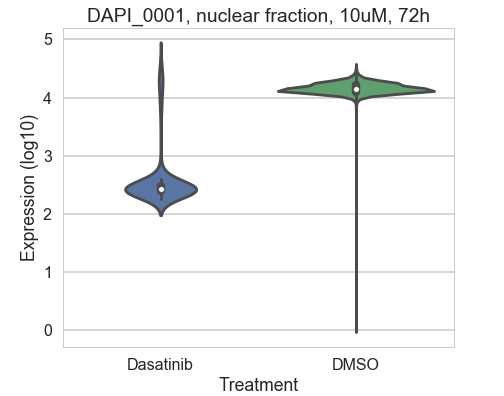 DAPI_0001, nuclear fraction, 10uM, 72h
5
4
3
2
1
0
Expression (log10)
Dasatinib DMSO
Treatment